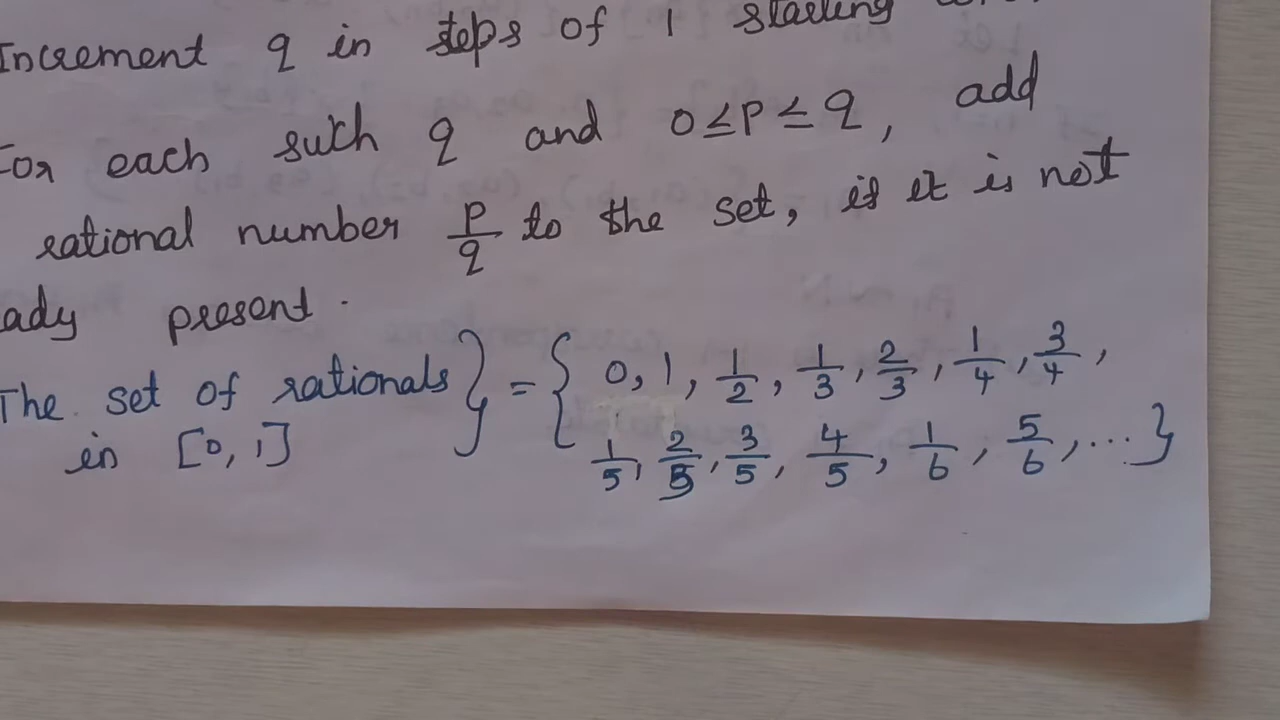 Increment q in steps of 1 starting
For each such q and 0≤p≤q, add
rational number p/q to the set, if it is not
ady present.
The set of rationals in [0,1] } = { 0, 1, 1/2, 1/3, 2/3, 1/4, 3/4,
1/5, 2/5, 3/5, 4/5, 1/6, 5/6, ... }